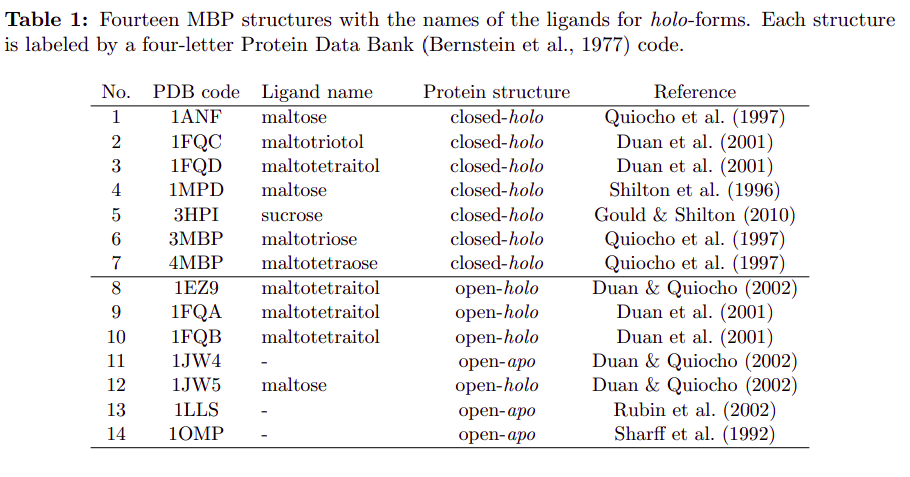 Table 1: Fourteen MBP structures with the names of the ligands for holo-forms. Each structure
is labeled by a four-letter Protein Data Bank (Bernstein et al., 1977) code.
No. PDB code Ligand name Protein structure Reference
1 1ANF maltose closed-holo Quiocho et al. (1997)
2 1FQC maltotriotol closed-holo Duan et al. (2001)
3 1FQD maltotetraitol closed-holo Duan et al. (2001)
4 1MPD maltose closed-holo Shilton et al. (1996)
5 3HPI sucrose closed-holo Gould & Shilton (2010)
6 3MBP maltotriose closed-holo Quiocho et al. (1997)
7 4MBP maltotetraose closed-holo Quiocho et al. (1997)
8 1EZ9 maltotetraitol open-holo Duan & Quiocho (2002)
9 1FQA maltotetraitol open-holo Duan et al. (2001)
10 1FQB maltotetraitol open-holo Duan et al. (2001)
11 1JW4 - open-apo Duan & Quiocho (2002)
12 1JW5 maltose open-holo Duan & Quiocho (2002)
13 1LLS - open-apo Rubin et al. (2002)
14 1OMP - open-apo Sharff et al. (1992)